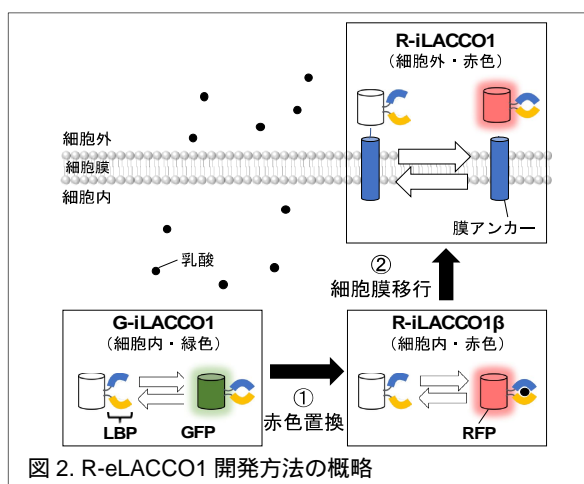 R-iLACCO1
（細胞外・赤色）
細胞外
細胞膜
細胞内
膜アンカー
乳酸
②
細胞膜移行
G-iLACCO1
（細胞内・緑色）
LBP
GFP
①
赤色置換
R-iLACCO1β
（細胞内・赤色）
RFP
図 2. R-eLACCO1 開発方法の概略